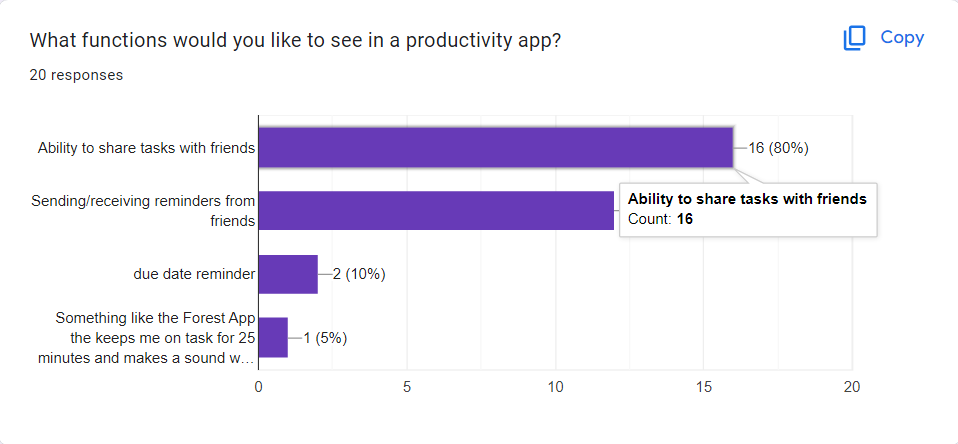 What functions would you like to see in a productivity app?
Copy
20 responses
Ability to share tasks with friends
16 (80%)
Sending/receiving reminders from
friends
Ability to share tasks with friends
Count: 16
due date reminder
2 (10%)
Something like the Forest App
the keeps me on task for 25
minutes and makes a sound w...
1 (5%)
0 5 10 15 20